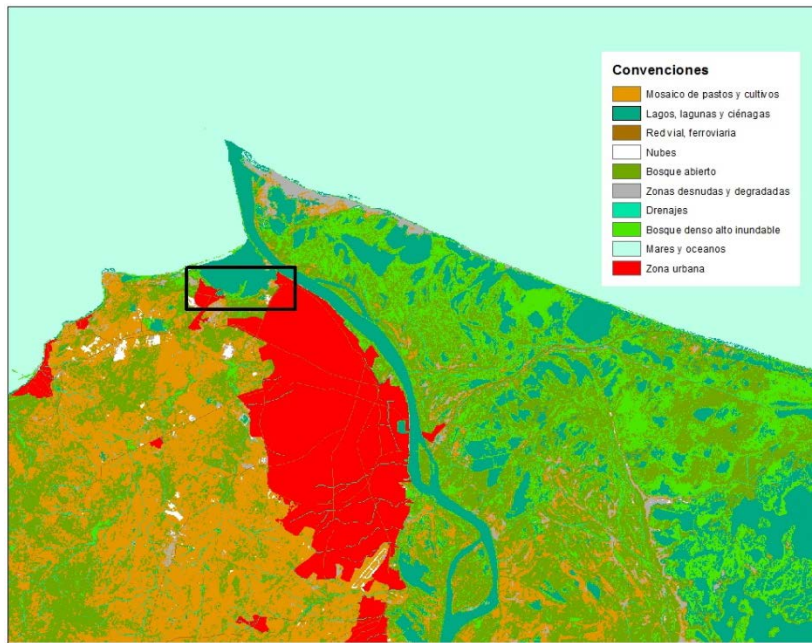 Convenciones
Mosaico de pastos y cultivos
Lagos, lagunas y ciénagas
Red vial, ferroviaria
Nubes
Bosque abierto
Zonas desnudas y degradadas
Drenajes
Bosque denso alto inundable
Mares y oceanos
Zona urbana